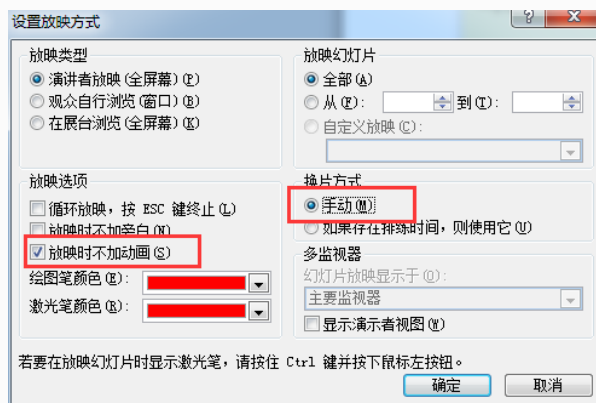 设置放映方式
放映类型
演讲者放映(全屏幕)(P)
观众自行浏览(窗口)(B)
在展台浏览(全屏幕)(K)
放映幻灯片
全部(A)
从(F): 到(T):
自定义放映(C):
放映选项
循环放映，按 ESC 键终止(L)
放映时不加旁白(N)
放映时不加动画(S)
绘图笔颜色(E):
激光笔颜色(R):
换片方式
手动(M)
如果存在排练时间，则使用它(U)
多监视器
幻灯片放映显示于(O):
主要监视器
显示演示者视图(W)
若要在放映幻灯片时显示激光笔，请按住 Ctrl 键并按下鼠标左按钮。
确定 取消